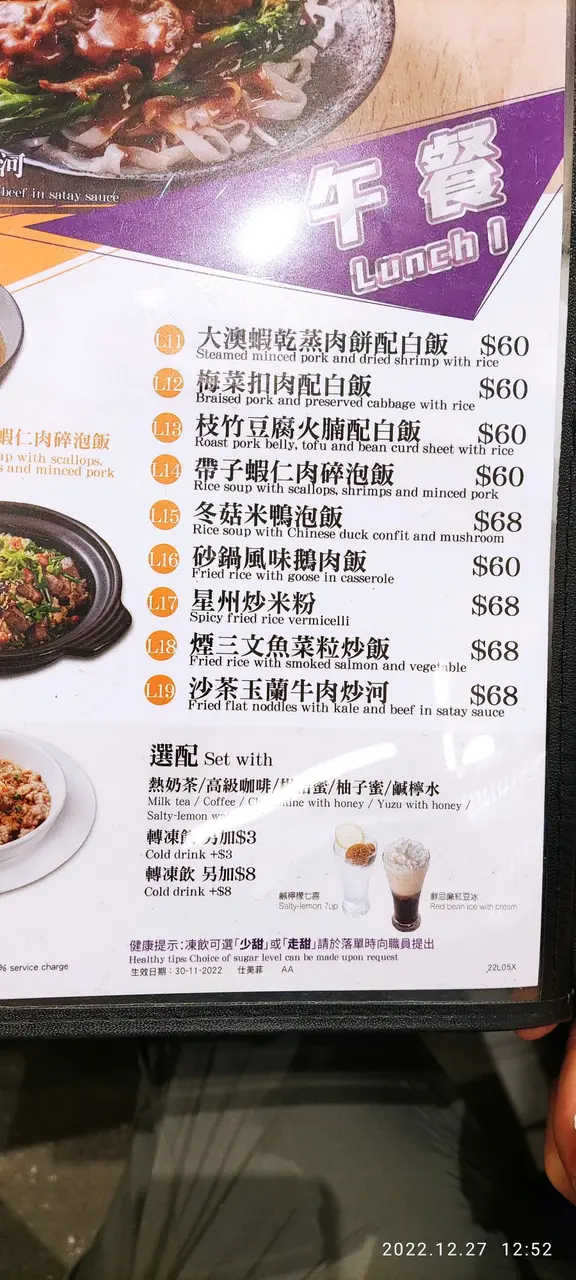 河
beef in satay sauce
午餐
Lunch I
L11 大澳蝦乾蒸肉餅配白飯 $60
Steamed minced pork and dried shrimp with rice
L12 梅菜扣肉配白飯 $60
Braised pork and preserved cabbage with rice
L13 枝竹豆腐火腩配白飯 $60
Roast pork belly, tofu and bean curd sheet with rice
L14 帶子蝦仁肉碎泡飯 $60
Rice soup with scallops, shrimps and minced pork
L15 冬菇米鴨泡飯 $68
Rice soup with Chinese duck confit and mushroom
L16 砂鍋風味鵝肉飯 $60
Fried rice with goose in casserole
L17 星州炒米粉 $68
Spicy fried rice vermicelli
L18 煙三文魚菜粒炒飯 $68
Fried rice with smoked salmon and vegetable
L19 沙茶玉蘭牛肉炒河 $68
Fried flat noddles with kale and beef in satay sauce
蝦仁肉碎泡飯
up with scallops,
s and minced pork
選配 Set with
熱奶茶/高級咖啡/蜜/柚子蜜/鹹檸水
Milk tea / Coffee / with honey / Yuzu with honey /
Salty-lemon
轉凍飲 另加$3
Cold drink +$3
轉凍飲 另加$8
Cold drink +$8
鹹檸檬七喜
Salty-lemon 7up
鮮忌廉紅豆冰
Red bean ice with cream
健康提示:凍飲可選「少甜」或「走甜」請於落單時向職員提出
Healthy tips: Choice of sugar level can be made upon request
% service charge
生效日期:30-11-2022 仕美菲 AA
22L05X
2022.12.27 12:52